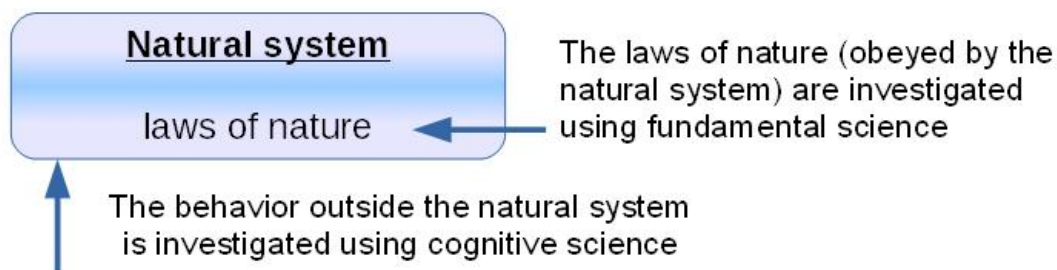 Natural system
laws of nature
The laws of nature (obeyed by the
natural system) are investigated
using fundamental science
The behavior outside the natural system
is investigated using cognitive science